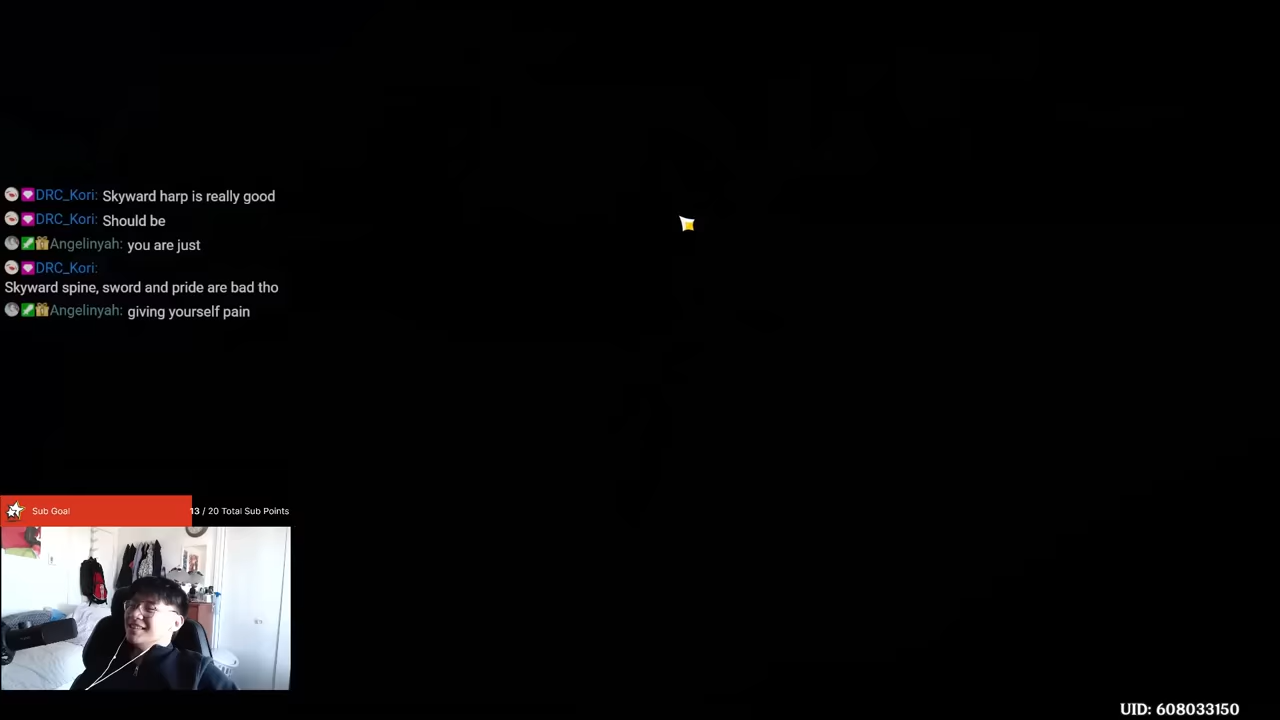 DRC_Kori: Skyward harp is really good
DRC_Kori: Should be
Angelinyah: you are just
DRC_Kori:
Skyward spine, sword and pride are bad tho
Angelinyah: giving yourself pain
Sub Goal 13 / 20 Total Sub Points
UID: 608033150